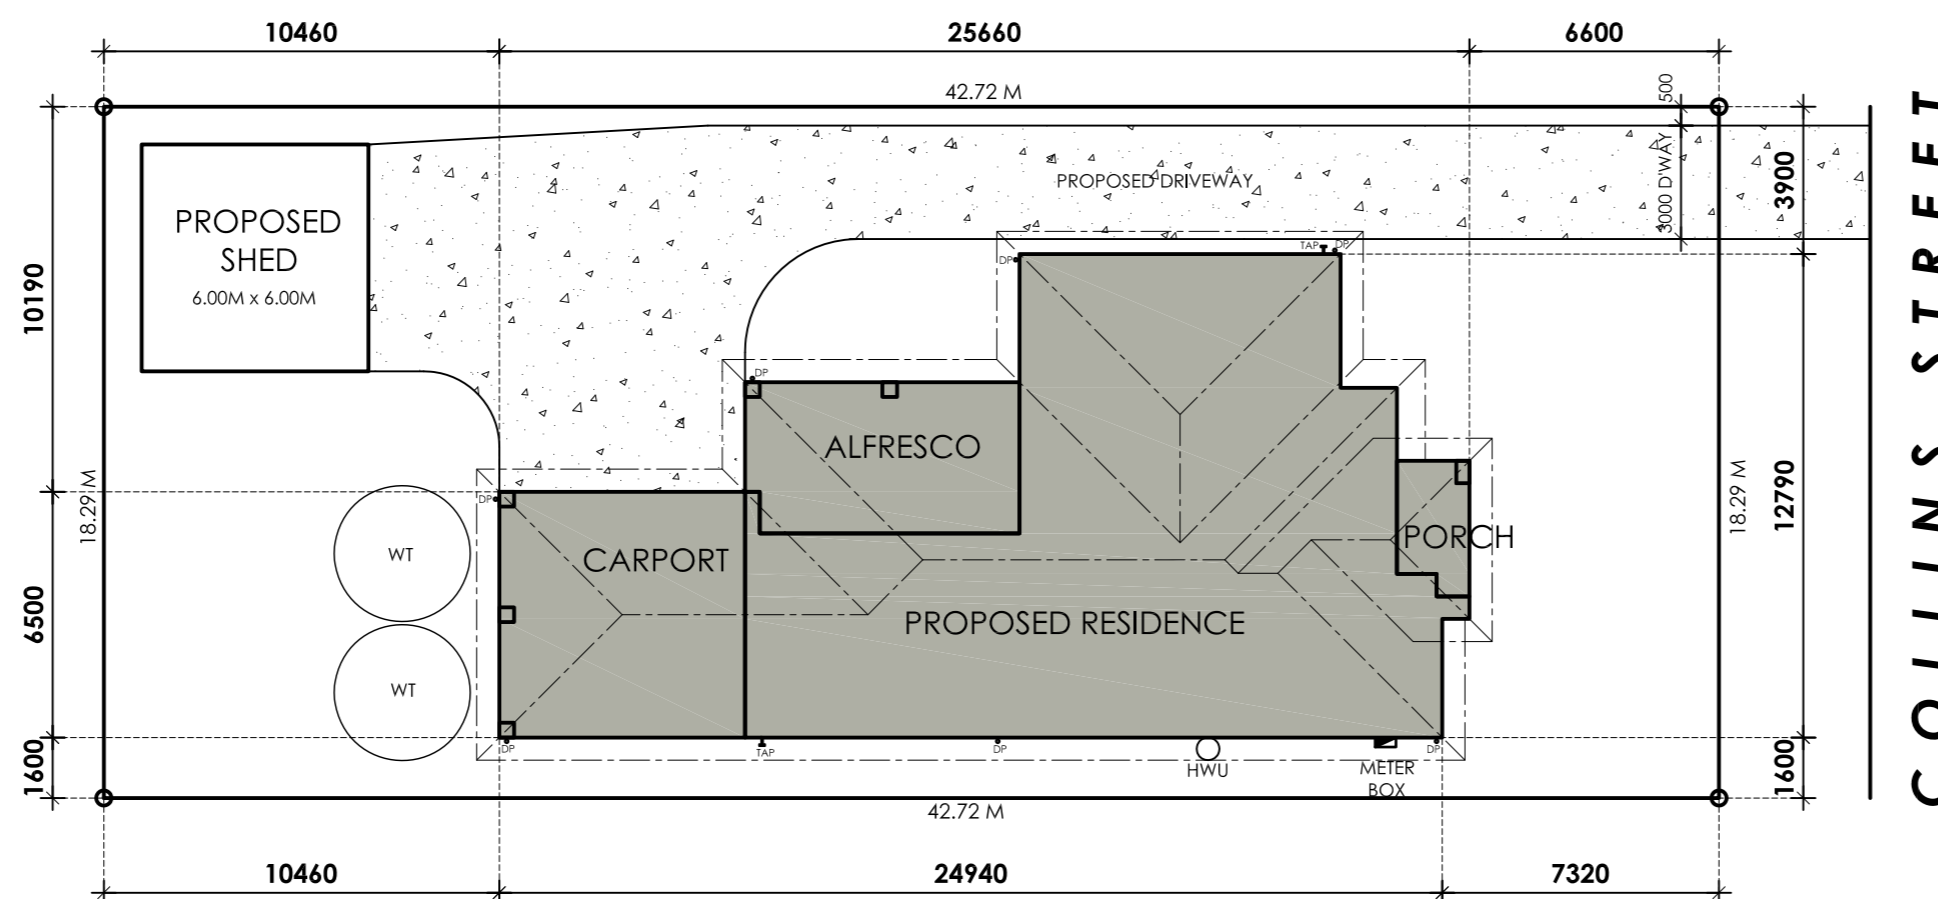 10460
25660
6600
42.72 M
500
3000 D'WAY
3900
PROPOSED DRIVEWAY
PROPOSED
SHED
6.00M x 6.00M
10190
TAP
DP
DP
DP
ALFRESCO
DP
18.29 M
18.29 M
12790
COLLINS STREET
PORCH
WT
CARPORT
6500
PROPOSED RESIDENCE
WT
1600
DP
TAP
DP
HWU
METER
BOX
DP
1600
42.72 M
10460
24940
7320